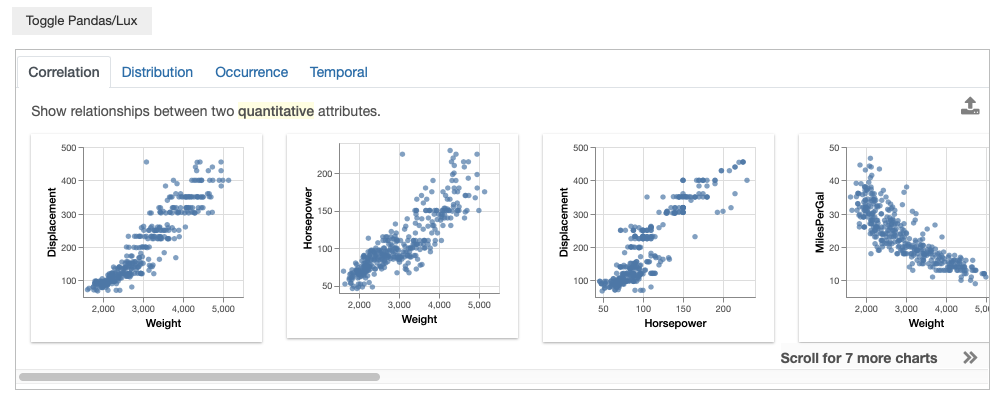 Toggle Pandas/Lux
Correlation Distribution Occurrence Temporal
Show relationships between two quantitative attributes.
500
400
300
200
100
Displacement
2,000 3,000 4,000 5,000
Weight
200
150
100
50
Horsepower
2,000 3,000 4,000 5,000
Weight
500
400
300
200
100
Displacement
50 100 150 200
Horsepower
50
40
30
20
10
MilesPerGal
2,000 3,000 4,000 5,0
Weight
Scroll for 7 more charts